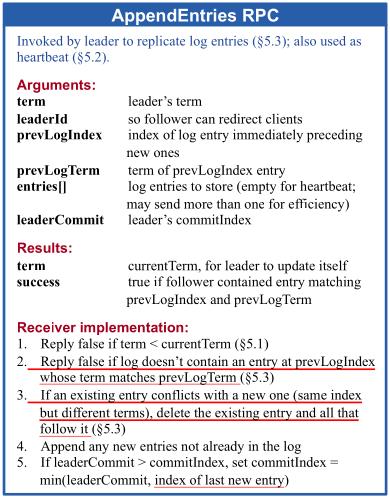 AppendEntries RPC
Invoked by leader to replicate log entries (§5.3); also used as
heartbeat (§5.2).
Arguments:
term leader's term
leaderId so follower can redirect clients
prevLogIndex index of log entry immediately preceding
new ones
prevLogTerm term of prevLogIndex entry
entries[] log entries to store (empty for heartbeat;
may send more than one for efficiency)
leaderCommit leader's commitIndex
Results:
term currentTerm, for leader to update itself
success true if follower contained entry matching
prevLogIndex and prevLogTerm
Receiver implementation:
1. Reply false if term < currentTerm (§5.1)
2. Reply false if log doesn't contain an entry at prevLogIndex
whose term matches prevLogTerm (§5.3)
3. If an existing entry conflicts with a new one (same index
but different terms), delete the existing entry and all that
follow it (§5.3)
4. Append any new entries not already in the log
5. If leaderCommit > commitIndex, set commitIndex =
min(leaderCommit, index of last new entry)